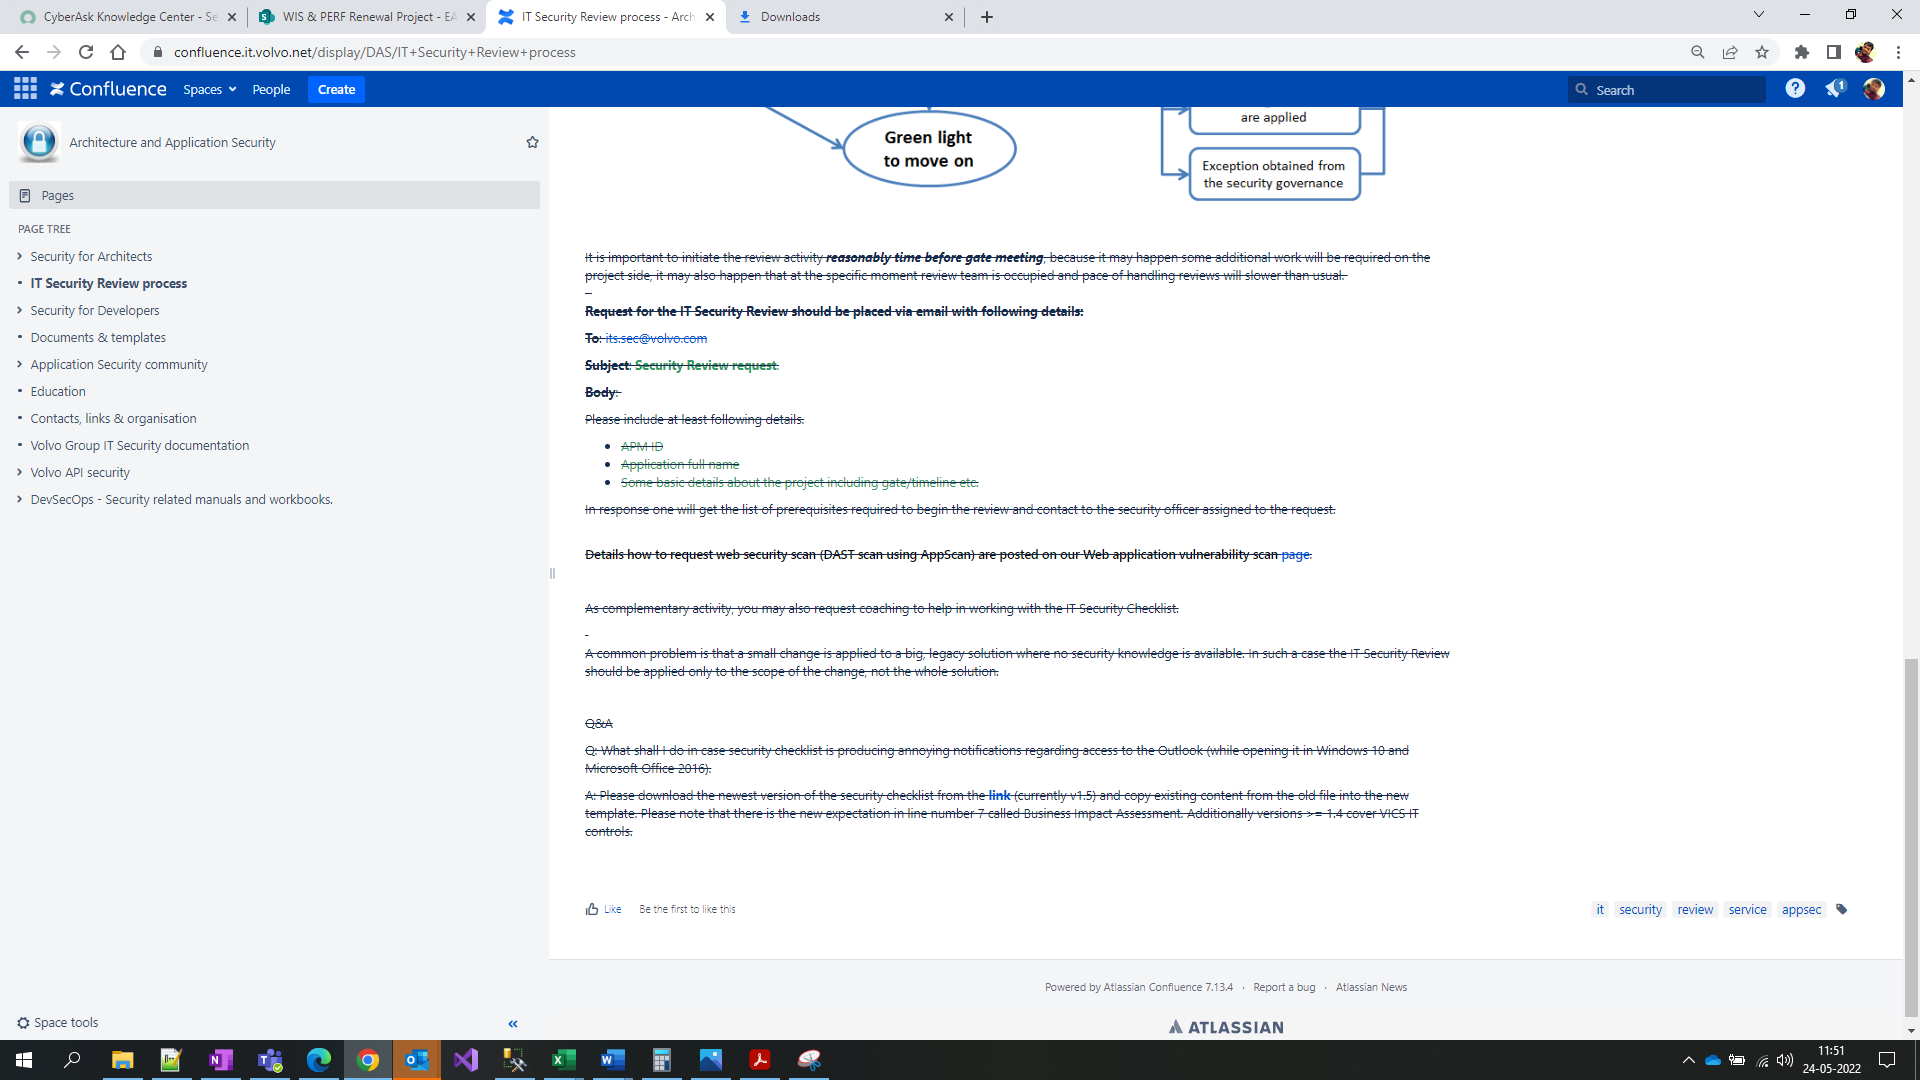 CyberAsk Knowledge Center - Se
WIS & PERF Renewal Project - EA
IT Security Review process - Arch
Downloads
confluence.it.volvo.net/display/DAS/IT+Security+Review+process
Confluence
Spaces
People
Create
Search
1
Architecture and Application Security
Pages
PAGE TREE
Security for Architects
IT Security Review process
Security for Developers
Documents & templates
Application Security community
Education
Contacts, links & organisation
Volvo Group IT Security documentation
Volvo API security
DevSecOps - Security related manuals and workbooks.
Space tools
Green light
to move on
are applied
Exception obtained from
the security governance
It is important to initiate the review activity reasonably time before gate meeting, because it may happen some additional work will be required on the
project side, it may also happen that at the specific moment review team is occupied and pace of handling reviews will slower than usual.
Request for the IT Security Review should be placed via email with following details:
To: its.sec@volvo.com
Subject: Security Review request.
Body:
Please include at least following details.
• APM ID
• Application full name
• Some basic details about the project including gate/timeline etc.
In response one will get the list of prerequisites required to begin the review and contact to the security officer assigned to the request.
Details how to request web security scan (DAST scan using AppScan) are posted on our Web application vulnerability scan page.
As complementary activity, you may also request coaching to help in working with the IT Security Checklist.
A common problem is that a small change is applied to a big, legacy solution where no security knowledge is available. In such a case the IT Security Review
should be applied only to the scope of the change, not the whole solution.
Q&A
Q: What shall I do in case security checklist is producing annoying notifications regarding access to the Outlook (while opening it in Windows 10 and
Microsoft Office 2016).
A: Please download the newest version of the security checklist from the link (currently v1.5) and copy existing content from the old file into the new
template. Please note that there is the new expectation in line number 7 called Business Impact Assessment. Additionally versions >= 1.4 cover VICS IT
controls.
Like
Be the first to like this
it
security
review
service
appsec
Powered by Atlassian Confluence 7.13.4 · Report a bug · Atlassian News
ATLASSIAN
11:51
24-05-2022